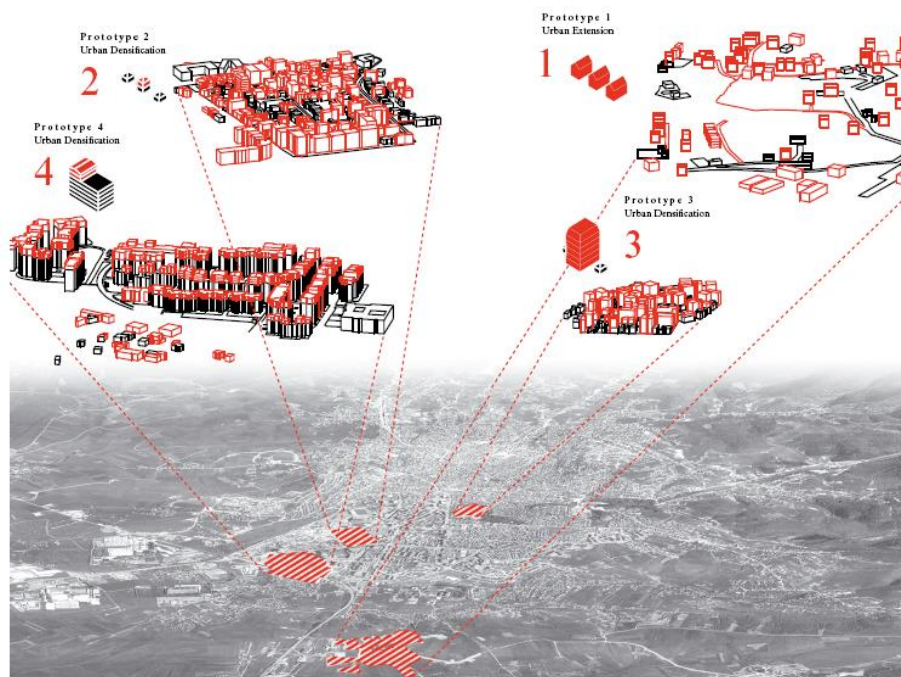 Prototype 2
Urban Densification
2
Prototype 1
Urban Extension
1
Prototype 4
Urban Densification
4
Prototype 3
Urban Densification
3